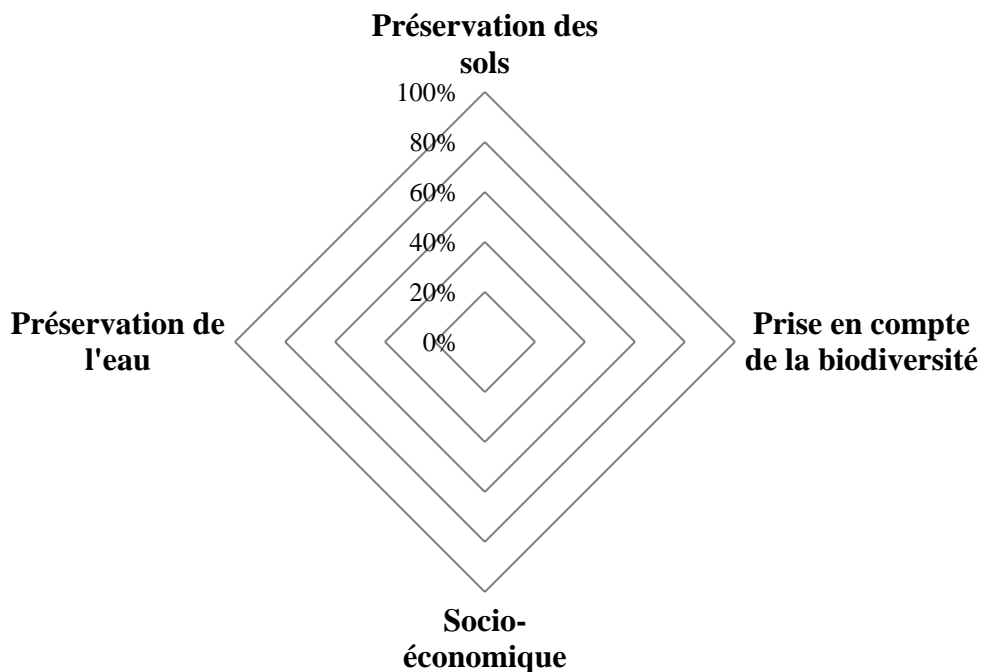 Préservation des
sols
100%
80%
60%
40%
20%
0%
Préservation de
l'eau
Prise en compte
de la biodiversité
Socio-
économique